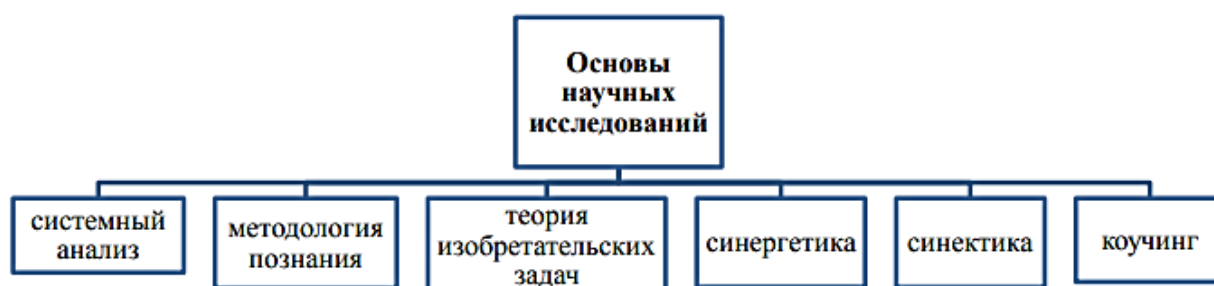 Основы
научных
исследований
системный
анализ
методология
познания
теория
изобретательских
задач
синергетика
синектика
коучинг